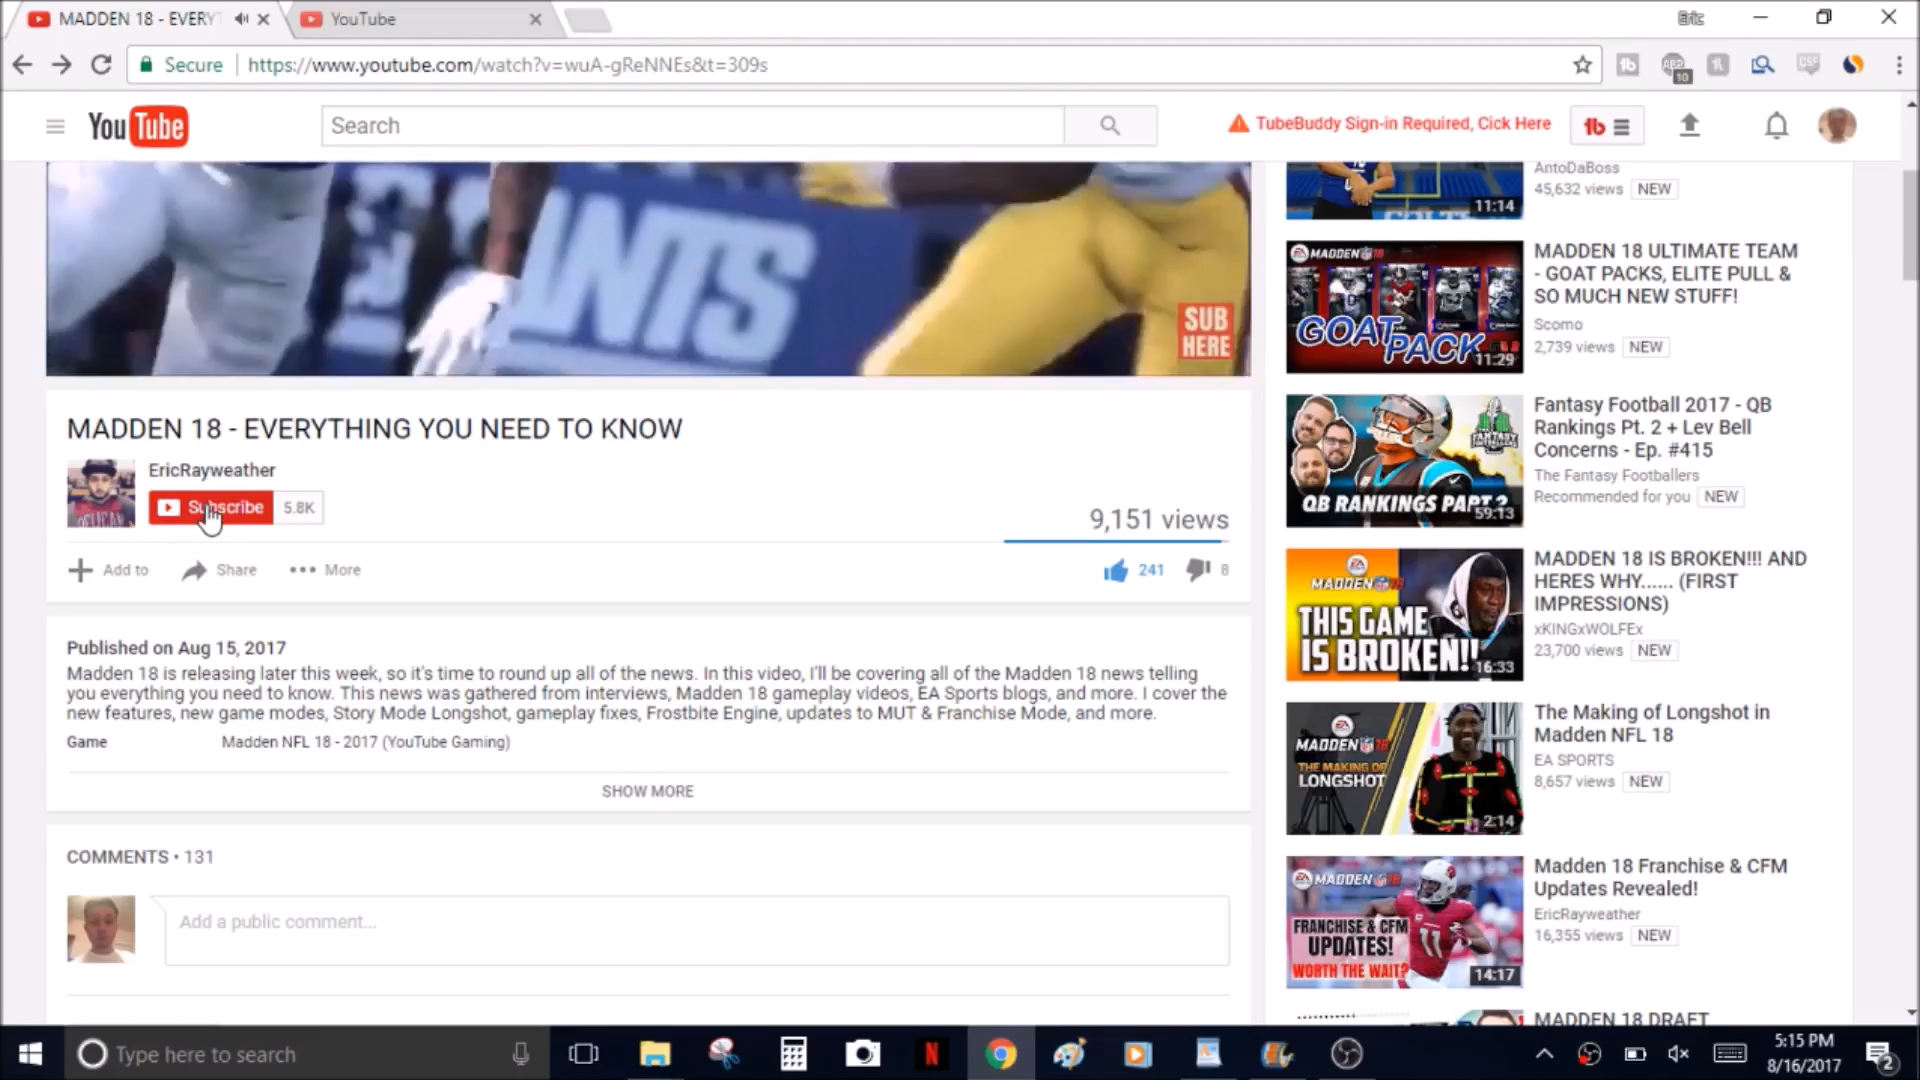 MADDEN 18 - EVERY
YouTube
Eric
Secure
https://www.youtube.com/watch?v=wuA-gReNNEs&t=309s
10
YouTube
Search
TubeBuddy Sign-in Required, Cick Here
ANTS
SUB
HERE
MADDEN 18 - EVERYTHING YOU NEED TO KNOW
EricRayweather
Subscribe
5.8K
9,151 views
Add to
Share
More
241
8
Published on Aug 15, 2017
Madden 18 is releasing later this week, so it's time to round up all of the news. In this video, I'll be covering all of the Madden 18 news telling
you everything you need to know. This news was gathered from interviews, Madden 18 gameplay videos, EA Sports blogs, and more. I cover the
new features, new game modes, Story Mode Longshot, gameplay fixes, Frostbite Engine, updates to MUT & Franchise Mode, and more.
Game
Madden NFL 18 - 2017 (YouTube Gaming)
SHOW MORE
COMMENTS • 131
Add a public comment...
AntoDaBoss
45,632 views NEW
11:14
MADDEN 18
GOAT PACK
11:29
MADDEN 18 ULTIMATE TEAM
- GOAT PACKS, ELITE PULL &
SO MUCH NEW STUFF!
Scomo
2,739 views NEW
QB RANKINGS PART 2
59:13
Fantasy Football 2017 - QB
Rankings Pt. 2 + Lev Bell
Concerns - Ep. #415
The Fantasy Footballers
Recommended for you NEW
MADDEN 18
THIS GAME
IS BROKEN!!
16:33
MADDEN 18 IS BROKEN!!! AND
HERES WHY...... (FIRST
IMPRESSIONS)
xKINGxWOLFEx
23,700 views NEW
MADDEN 18
THE MAKING OF
LONGSHOT
2:14
The Making of Longshot in
Madden NFL 18
EA SPORTS
8,657 views NEW
MADDEN 18
FRANCHISE & CFM
UPDATES!
WORTH THE WAIT?
11
14:17
Madden 18 Franchise & CFM
Updates Revealed!
EricRayweather
16,355 views NEW
MADDEN 18 DRAFT
Type here to search
5:15 PM
8/16/2017
2